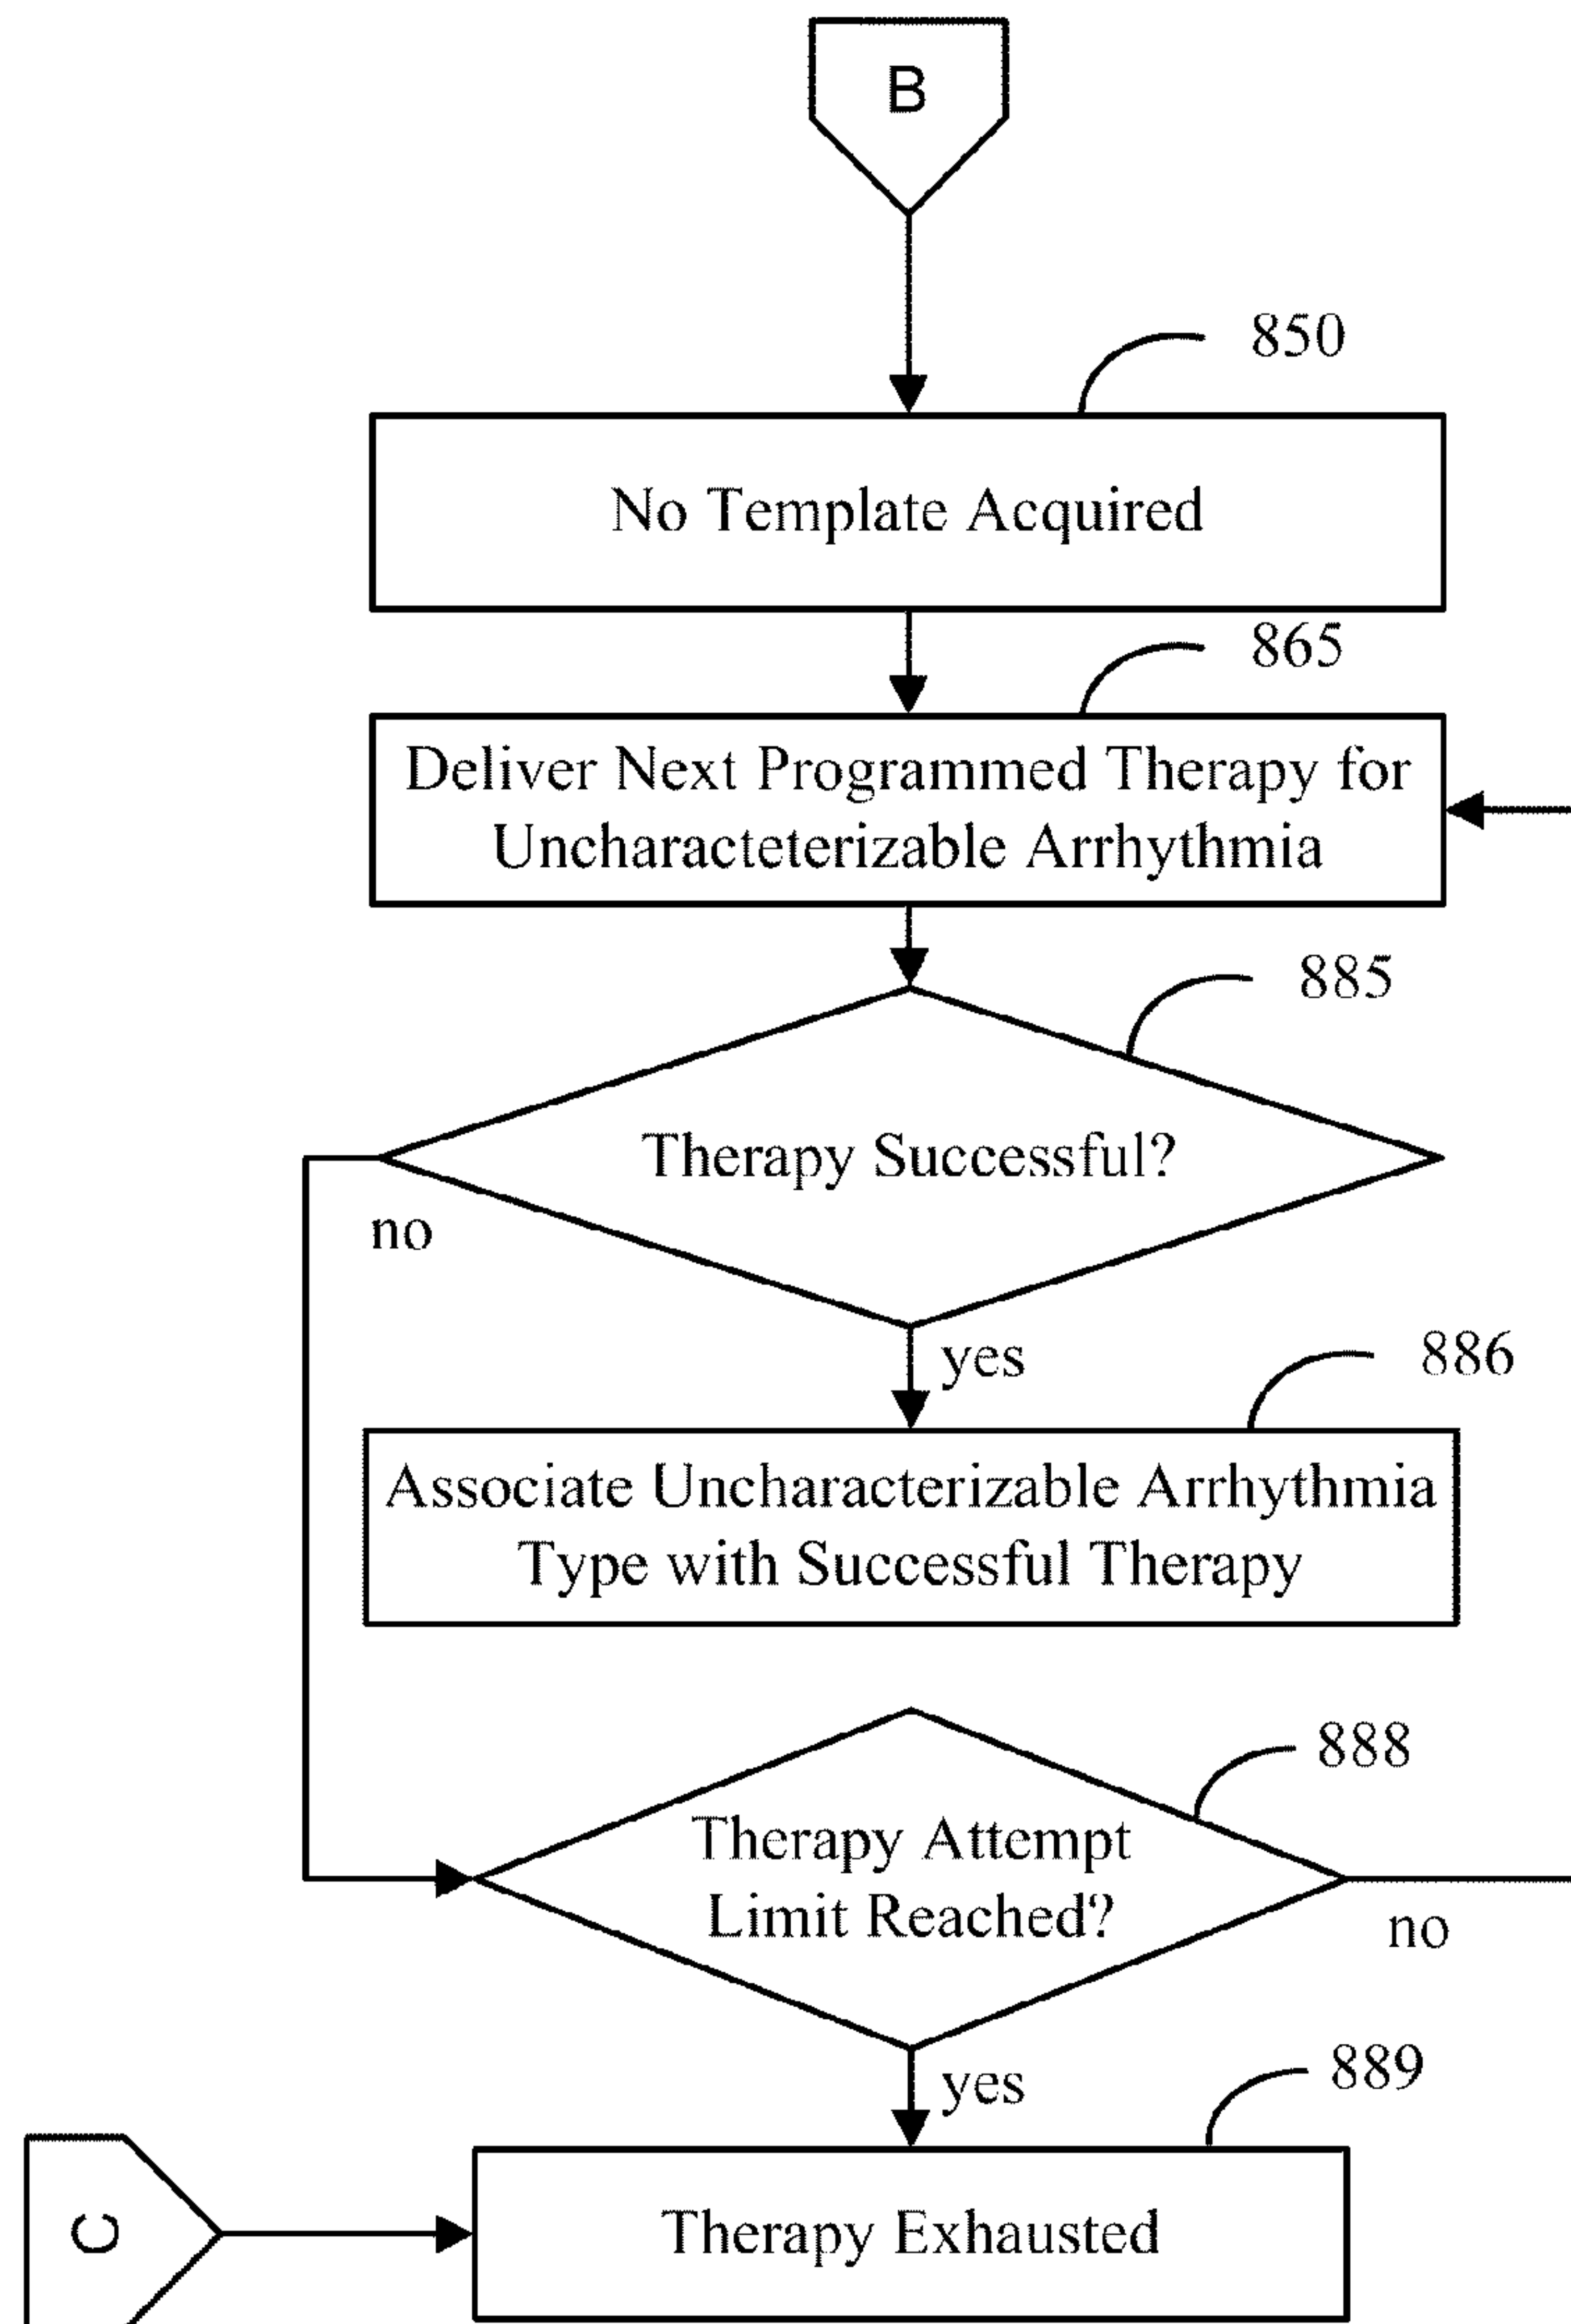 B
850
No Template Acquired
865
Deliver Next Programmed Therapy for
Uncharacteterizable Arrhythmia
885
Therapy Successful?
no
yes
886
Associate Uncharacterizable Arrhythmia
Type with Successful Therapy
888
Therapy Attempt
Limit Reached?
no
yes
889
C
Therapy Exhausted